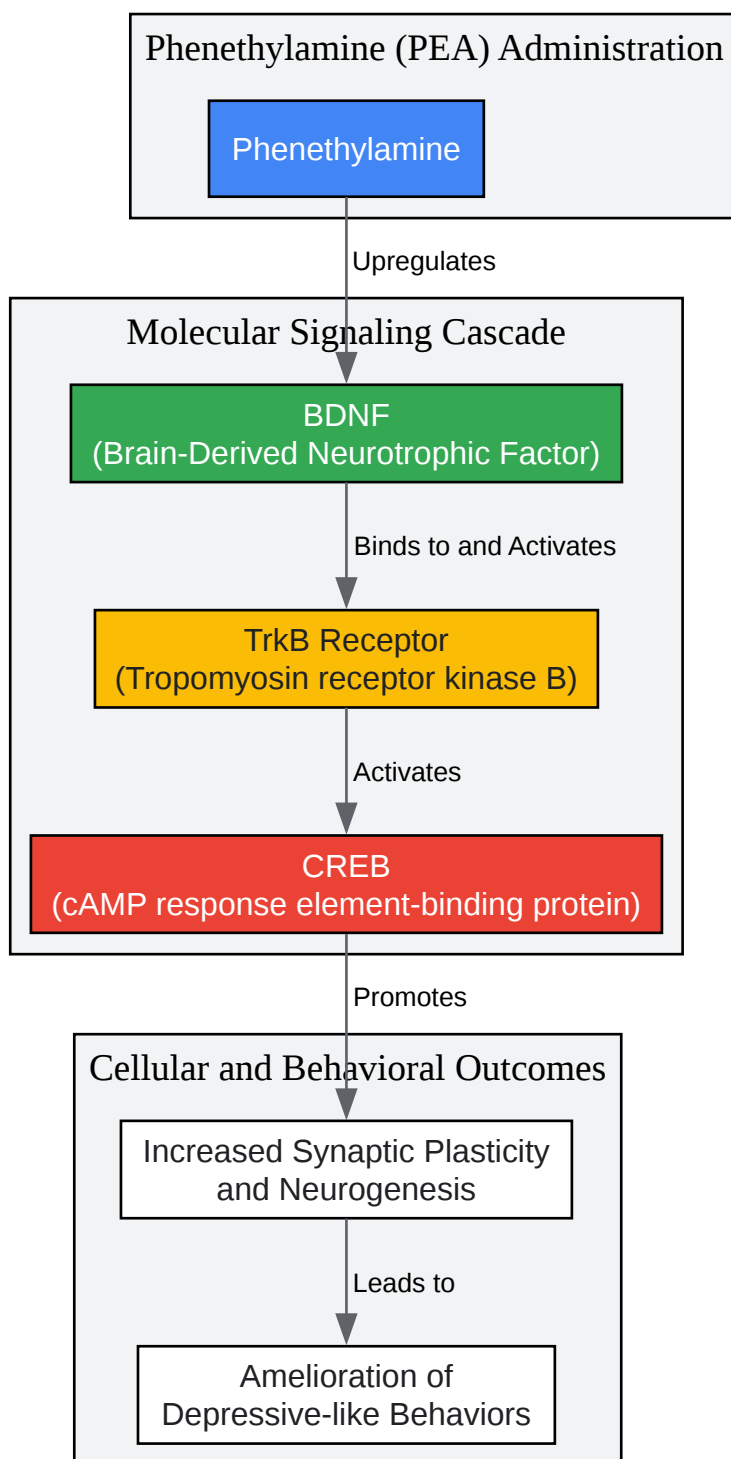 Phenethylamine (PEA) Administration
Phenethylamine
Upregulates
Molecular Signaling Cascade
BDNF
(Brain-Derived Neurotrophic Factor)
Binds to and Activates
TrkB Receptor
(Tropomyosin receptor kinase B)
Activates
CREB
(cAMP response element-binding protein)
Promotes
Cellular and Behavioral Outcomes
Increased Synaptic Plasticity
and Neurogenesis
Leads to
Amelioration of
Depressive-like Behaviors